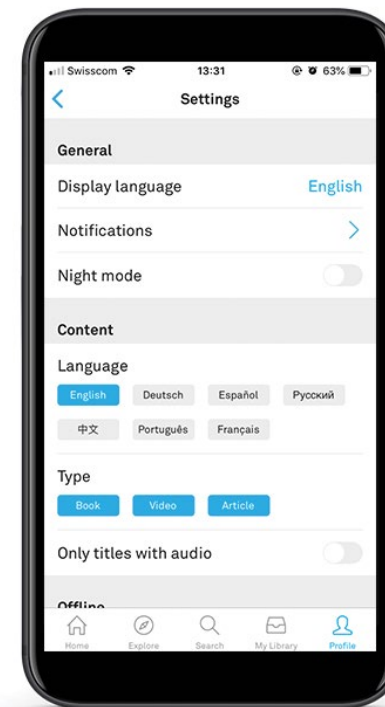 Swisscom 13:31 63%
Settings
General
Display language English
Notifications
Night mode
Content
Language
English Deutsch Español Русский
中文 Português Français
Type
Book Video Article
Only titles with audio
Offline
Home Explore Search My Library Profile